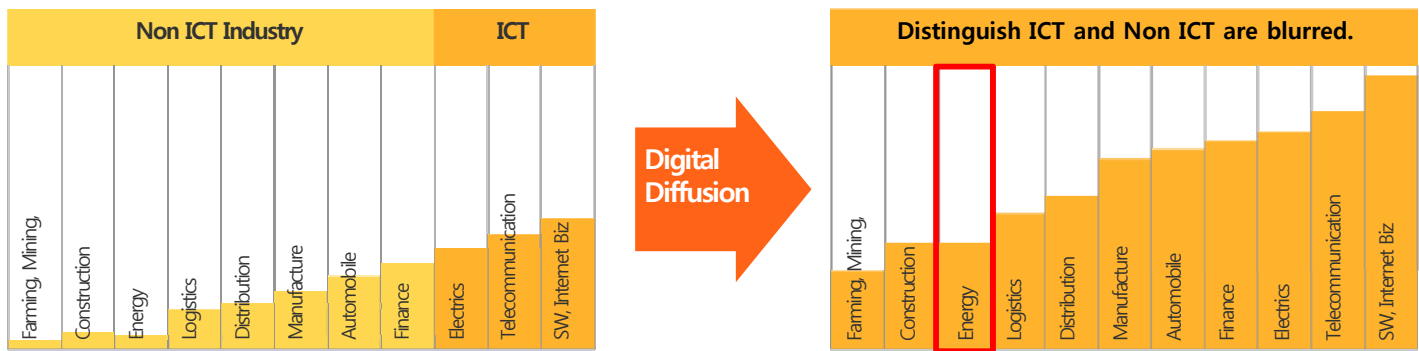 Non ICT Industry
ICT
Farming, Mining,
Construction
Energy
Logistics
Distribution
Manufacture
Automobile
Finance
Electrics
Telecommunication
SW, Internet Biz
Digital
Diffusion
Distinguish ICT and Non ICT are blurred.
Farming, Mining,
Construction
Energy
Logistics
Distribution
Manufacture
Automobile
Finance
Electrics
Telecommunication
SW, Internet Biz